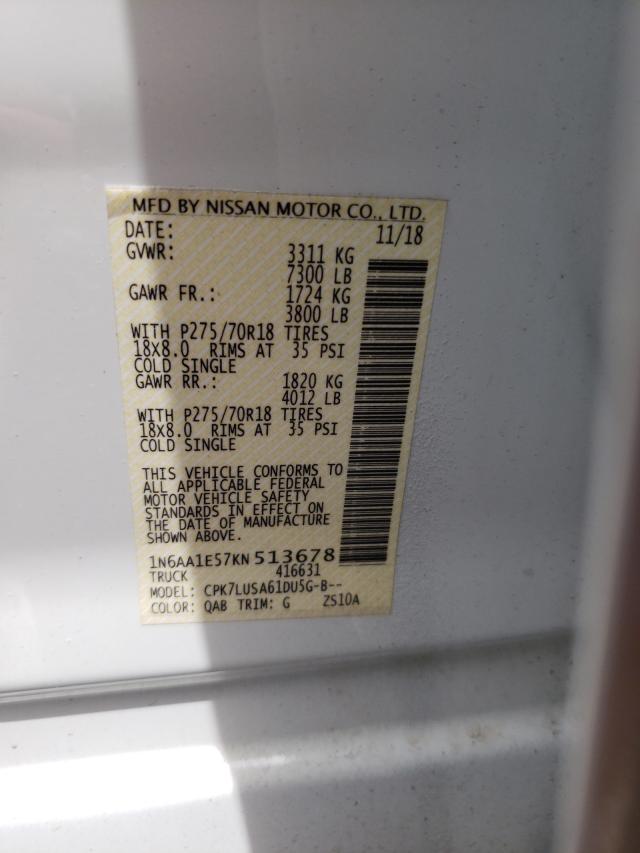 MFD BY NISSAN MOTOR CO., LTD.
DATE: 11/18
GVWR: 3311 KG
7300 LB
GAWR FR.: 1724 KG
3800 LB
WITH P275/70R18 TIRES
18X8.0 RIMS AT 35 PSI
COLD SINGLE
GAWR RR.: 1820 KG
4012 LB
WITH P275/70R18 TIRES
18X8.0 RIMS AT 35 PSI
COLD SINGLE
THIS VEHICLE CONFORMS TO
ALL APPLICABLE FEDERAL
MOTOR VEHICLE SAFETY
STANDARDS IN EFFECT ON
THE DATE OF MANUFACTURE
SHOWN ABOVE.
1N6AA1E57KN513678
TRUCK 416631
MODEL: CPK7LUSA61DU5G-B--
COLOR: QAB TRIM: G ZS10A